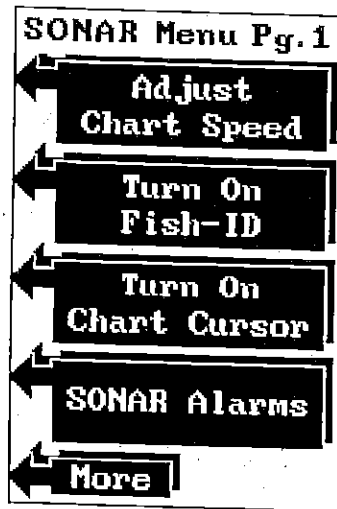 SONAR Menu Pg.1
Adjust
Chart Speed
Turn On
Fish-ID
Turn On
Chart Cursor
SONAR Alarms
More